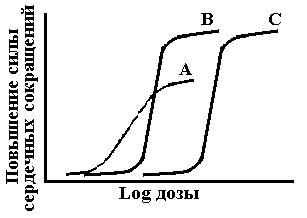 Повышение силы
сердечных сокращений
B
C
A
Log дозы